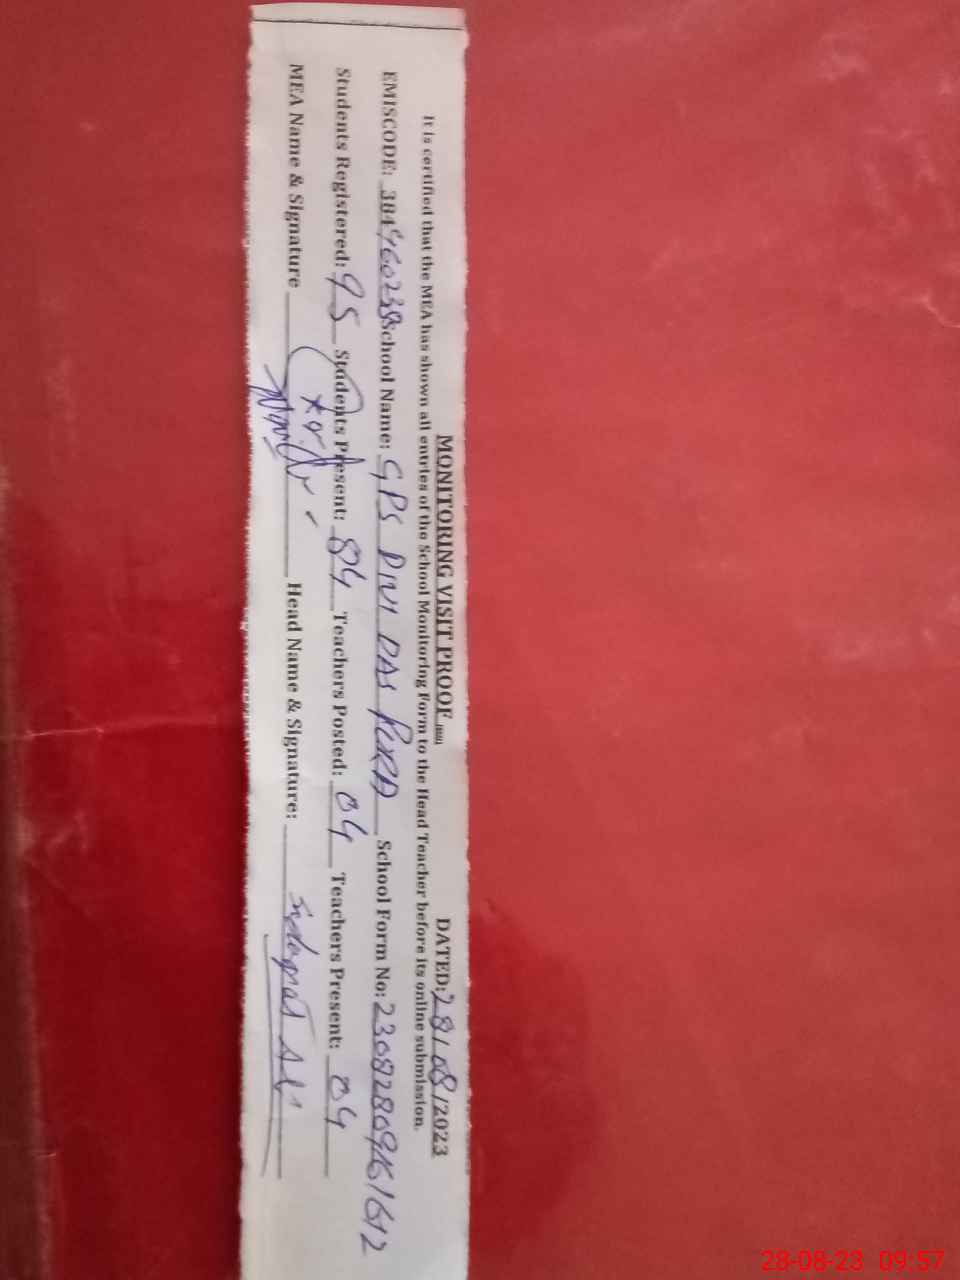 MONITORING VISIT PROOF DATED: 28/08/2023
It is certified that the MEA has shown all entries of the School Monitoring Form to the Head Teacher before its online submission.
EMISCODE: School Name: GPS DIVI DAS PURA School Form No:
Students Registered: 95 Students Present: 84 Teachers Posted: 04 Teachers Present: 04
MEA Name & Signature Head Name & Signature:
28-08-23 09:57